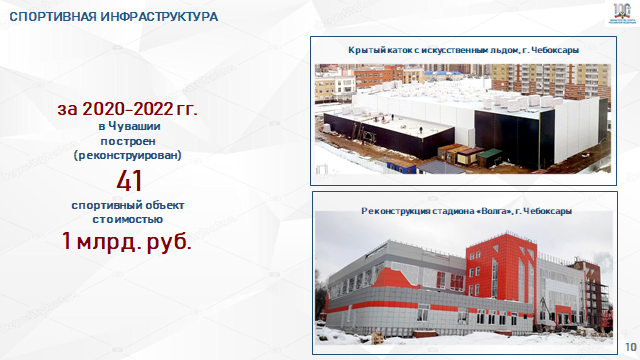 СПОРТИВНАЯ ИНФРАСТРУКТУРА
за 2020-2022 гг.
в Чувашии
построен
(реконструирован)
41
спортивный объект
стоимостью
1 млрд. руб.
Крытый каток с искусственным льдом, г. Чебоксары
Реконструкция стадиона «Волга», г. Чебоксары
10